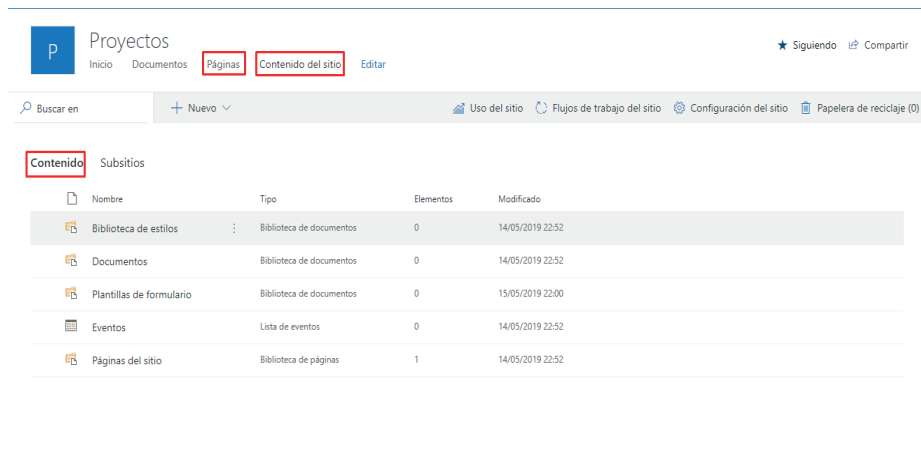 P
Proyectos
★ Siguiendo Compartir
Inicio Documentos Páginas Contenido del sitio Editar
Buscar en + Nuevo Uso del sitio Flujos de trabajo del sitio Configuración del sitio Papelera de reciclaje (0)
Contenido Subsitios
Nombre Tipo Elementos Modificado
Biblioteca de estilos Biblioteca de documentos 0 14/05/2019 22:52
Documentos Biblioteca de documentos 0 14/05/2019 22:52
Plantillas de formulario Biblioteca de documentos 0 15/05/2019 22:00
Eventos Lista de eventos 0 14/05/2019 22:52
Páginas del sitio Biblioteca de páginas 1 14/05/2019 22:52